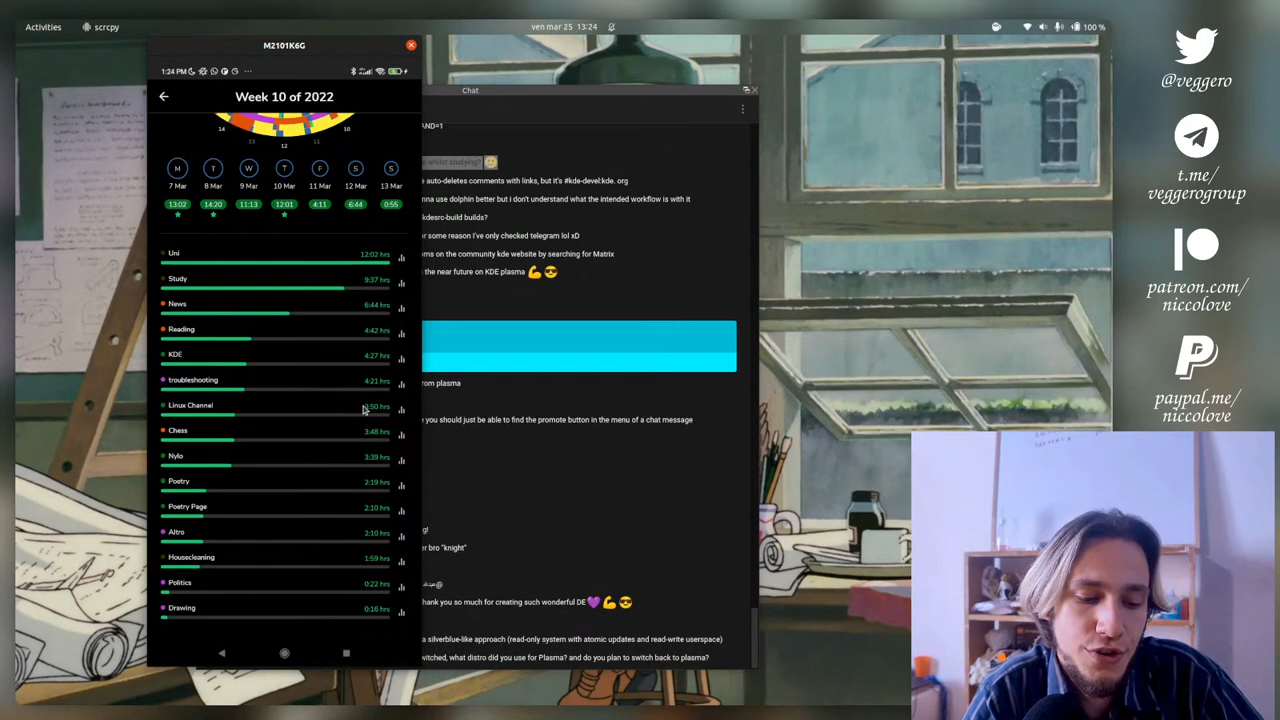 Activities
scrcpy
ven mar 25 13:24
100 %
M2101K6G
1:24 PM
Week 10 of 2022
14
10
13
11
12
M T W T F S S
7 Mar 8 Mar 9 Mar 10 Mar 11 Mar 12 Mar 13 Mar
13:02 14:20 11:13 12:01 4:11 6:44 0:55
Uni 12:02 hrs
Study 9:37 hrs
News 6:44 hrs
Reading 4:42 hrs
KDE 4:27 hrs
troubleshooting 4:21 hrs
Linux Channel :50 hrs
Chess 3:48 hrs
Nylo 3:39 hrs
Poetry 2:19 hrs
Poetry Page 2:10 hrs
Altro 2:10 hrs
Housecleaning 1:59 hrs
Politics 0:22 hrs
Drawing 0:16 hrs
Chat
AND=1
whilst studying? 🙂
auto-deletes comments with links, but it's #kde-devel:kde. org
nna use dolphin better but i don't understand what the intended workflow is with it
kdesrc-build builds?
or some reason I've only checked telegram lol xD
oms on the community kde website by searching for Matrix
s the near future on KDE plasma 💪😎
rom plasma
e you should just be able to find the promote button in the menu of a chat message
g!
er bro "knight"
hank you so much for creating such wonderful DE💜💪😎
a silverblue-like approach (read-only system with atomic updates and read-write userspace)
witched, what distro did you use for Plasma? and do you plan to switch back to plasma?
@veggero
t.me/
veggerogroup
patreon.com/
niccolove
paypal.me/
niccolove